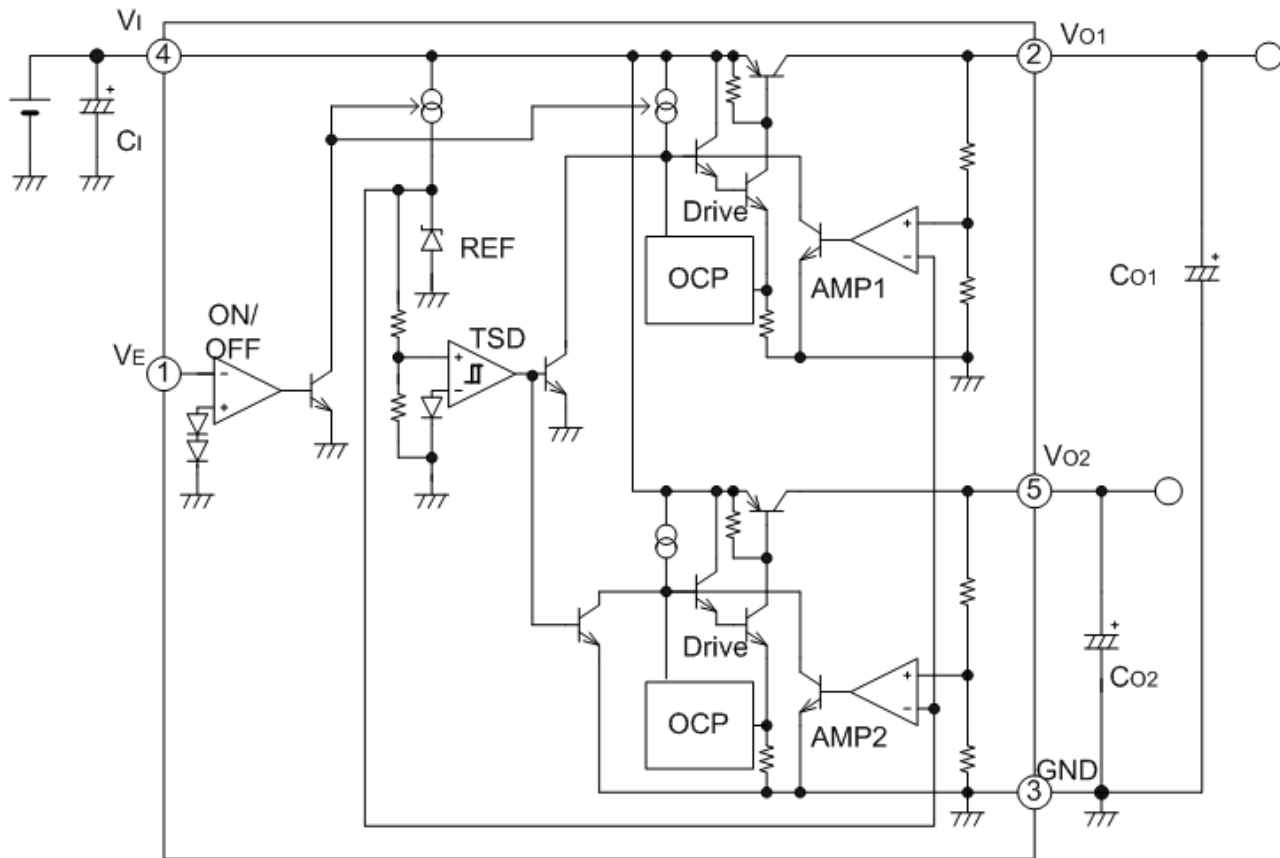 VI
VO1
4
2
CI
Drive
REF
OCP
AMP1
CO1
ON/
OFF
TSD
VE
1
VO2
5
Drive
OCP
AMP2
CO2
GND
3
+
+
+
+
-
-
+
+
-
+
-
+
-